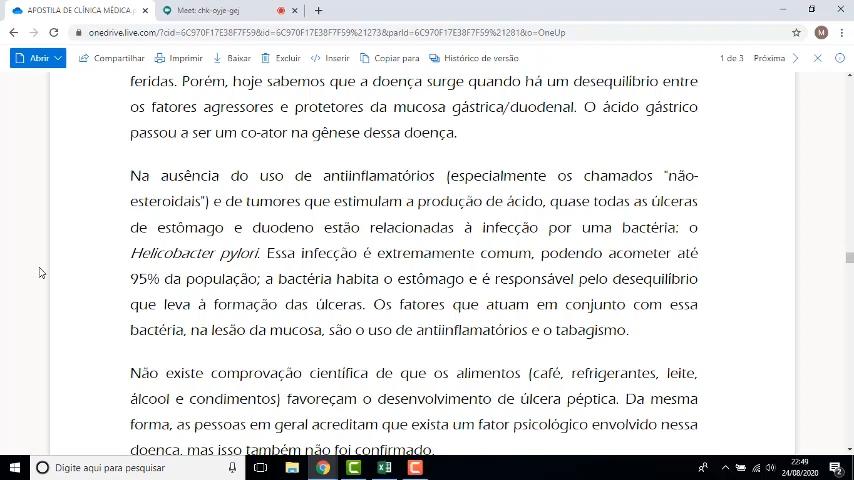 APOSTILA DE CLÍNICA MÉDICA.p
Meet: chk-oyje-gej
onedrive.live.com/?cid=6C970F17E38F7F59&id=6C970F17E38F7F59%21273&parId=6C970F17E38F7F59%21281&o=OneUp
M
Abrir
Compartilhar
Imprimir
Baixar
Excluir
Inserir
Copiar para
Histórico de versão
1 de 3
Próxima
feridas. Porém, hoje sabemos que a doença surge quando há um desequilíbrio entre
os fatores agressores e protetores da mucosa gástrica/duodenal. O ácido gástrico
passou a ser um co-ator na gênese dessa doença.
Na ausência do uso de antiinflamatórios (especialmente os chamados "não-
esteroidais") e de tumores que estimulam a produção de ácido, quase todas as úlceras
de estômago e duodeno estão relacionadas à infecção por uma bactéria: o
Helicobacter pylori. Essa infecção é extremamente comum, podendo acometer até
95% da população; a bactéria habita o estômago e é responsável pelo desequilíbrio
que leva à formação das úlceras. Os fatores que atuam em conjunto com essa
bactéria, na lesão da mucosa, são o uso de antiinflamatórios e o tabagismo.
Não existe comprovação científica de que os alimentos (café, refrigerantes, leite,
álcool e condimentos) favoreçam o desenvolvimento de úlcera péptica. Da mesma
forma, as pessoas em geral acreditam que exista um fator psicológico envolvido nessa
doença, mas isso também não foi confirmado.
Digite aqui para pesquisar
22:49
24/08/2020
2